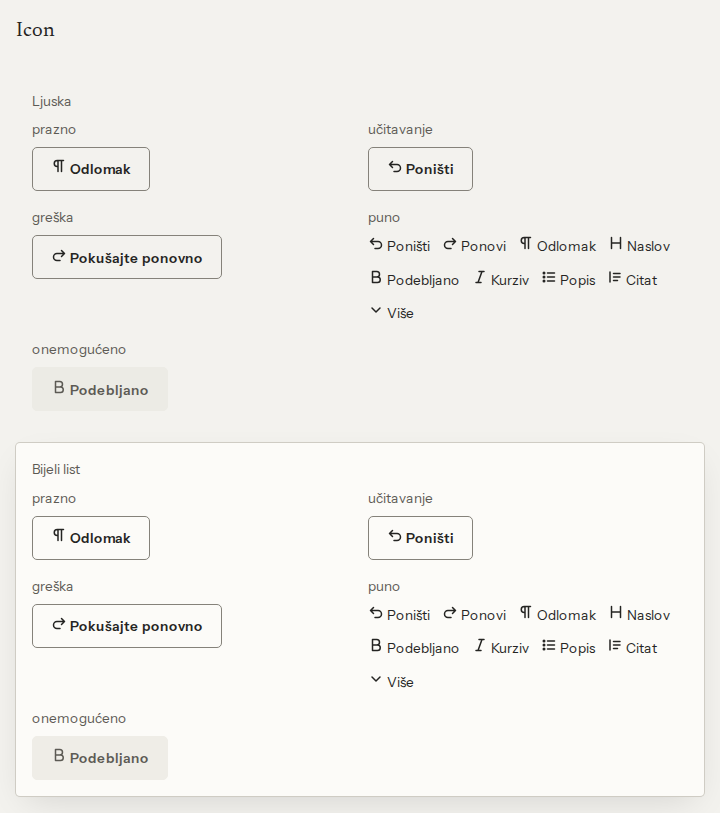 Icon
Ljuska
prazno
Odlomak
učitavanje
Poništi
greška
Pokušajte ponovno
puno
Poništi Ponovi Odlomak Naslov
Podebljano Kurziv Popis Citat
Više
onemogućeno
Podebljano
Bijeli list
prazno
Odlomak
učitavanje
Poništi
greška
Pokušajte ponovno
puno
Poništi Ponovi Odlomak Naslov
Podebljano Kurziv Popis Citat
Više
onemogućeno
Podebljano